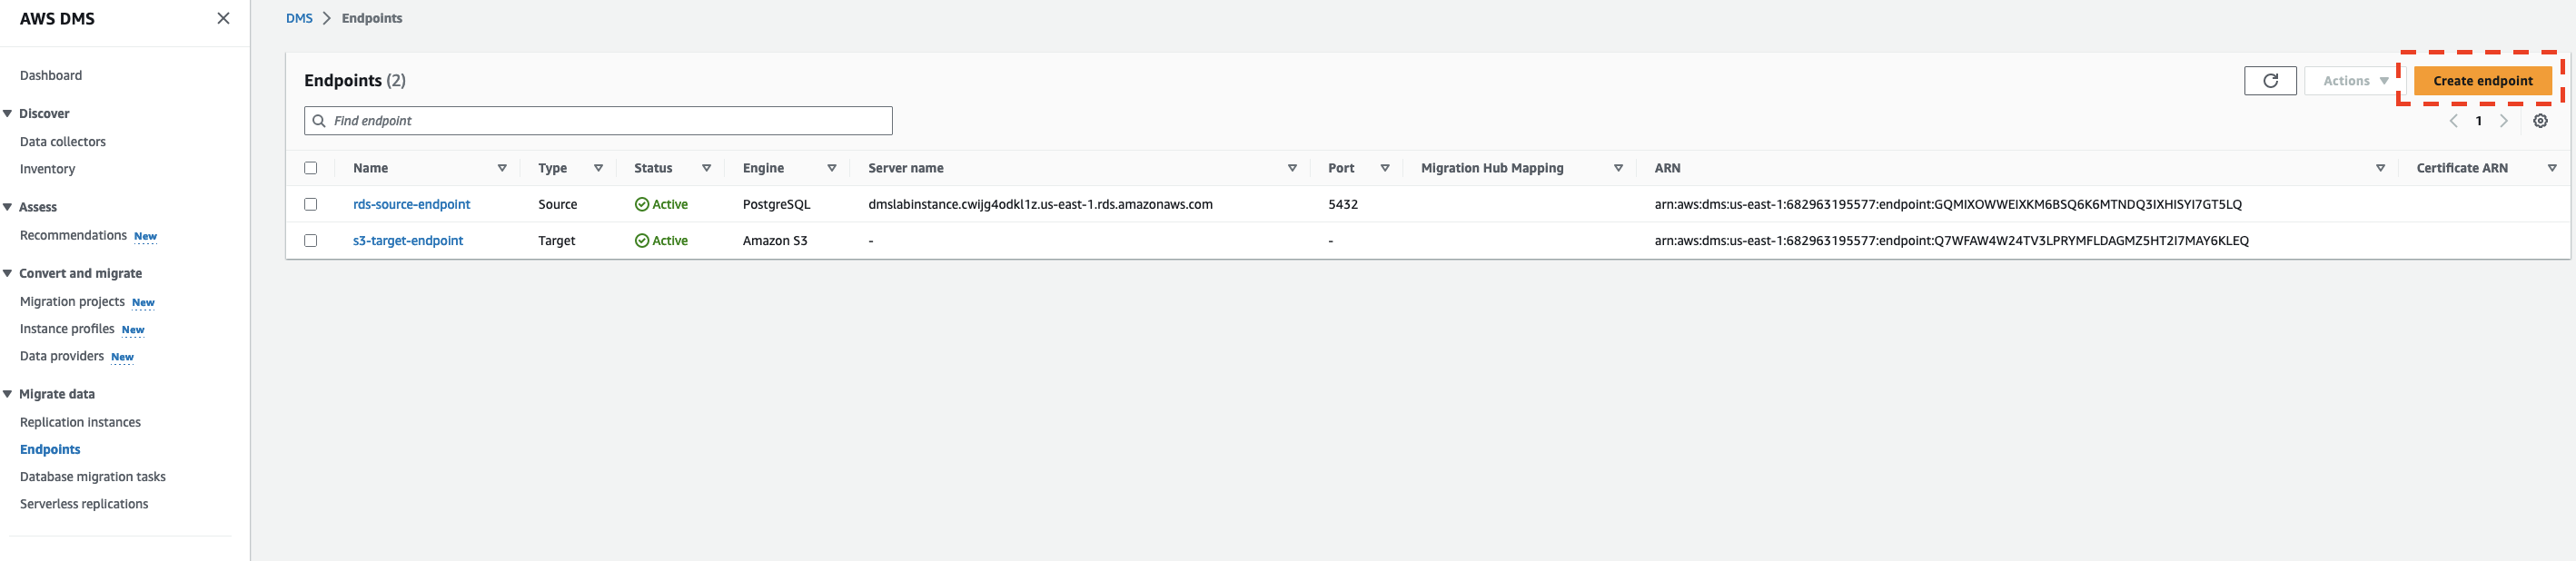 AWS DMS
Dashboard
Discover
Data collectors
Inventory
Assess
Recommendations New
Convert and migrate
Migration projects New
Instance profiles New
Data providers New
Migrate data
Replication instances
Endpoints
Database migration tasks
Serverless replications
DMS Endpoints
Endpoints (2)
Actions Create endpoint
Find endpoint
1
Name Type Status Engine Server name Port Migration Hub Mapping ARN Certificate ARN
rds-source-endpoint Source Active PostgreSQL dmslabinstance.cwijg4odkl1z.us-east-1.rds.amazonaws.com 5432 arn:aws:dms:us-east-1:682963195577:endpoint:GQMIXOWWEIXKM6BSQ6K6MTNDQ3IXHISYI7GT5LQ
s3-target-endpoint Target Active Amazon S3 - - arn:aws:dms:us-east-1:682963195577:endpoint:Q7WFAW4W24TV3LPRYMFLDAGMZ5HT2I7MAY6KLEQ